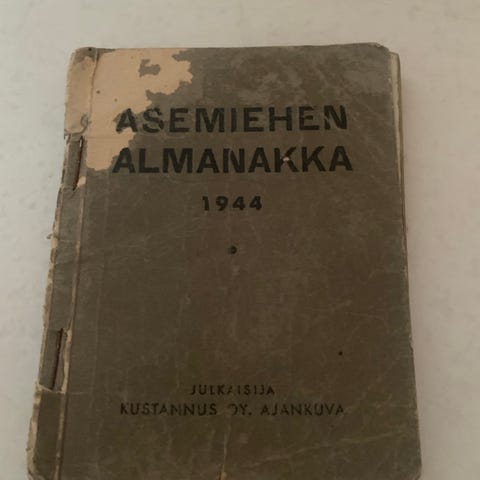 ASEMIEHEN
ALMANAKKA
1944
JULKAISIJA
KUSTANNUS OY. AJANKUVA